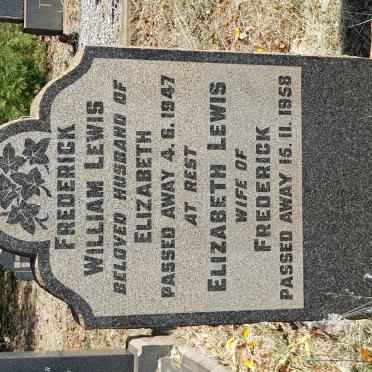 FREDERICK
WILLIAM LEWIS
BELOVED HUSBAND OF
ELIZABETH
PASSED AWAY 4. 6. 1947
AT REST
ELIZABETH LEWIS
WIFE OF
FREDERICK
PASSED AWAY 15. 11. 1958